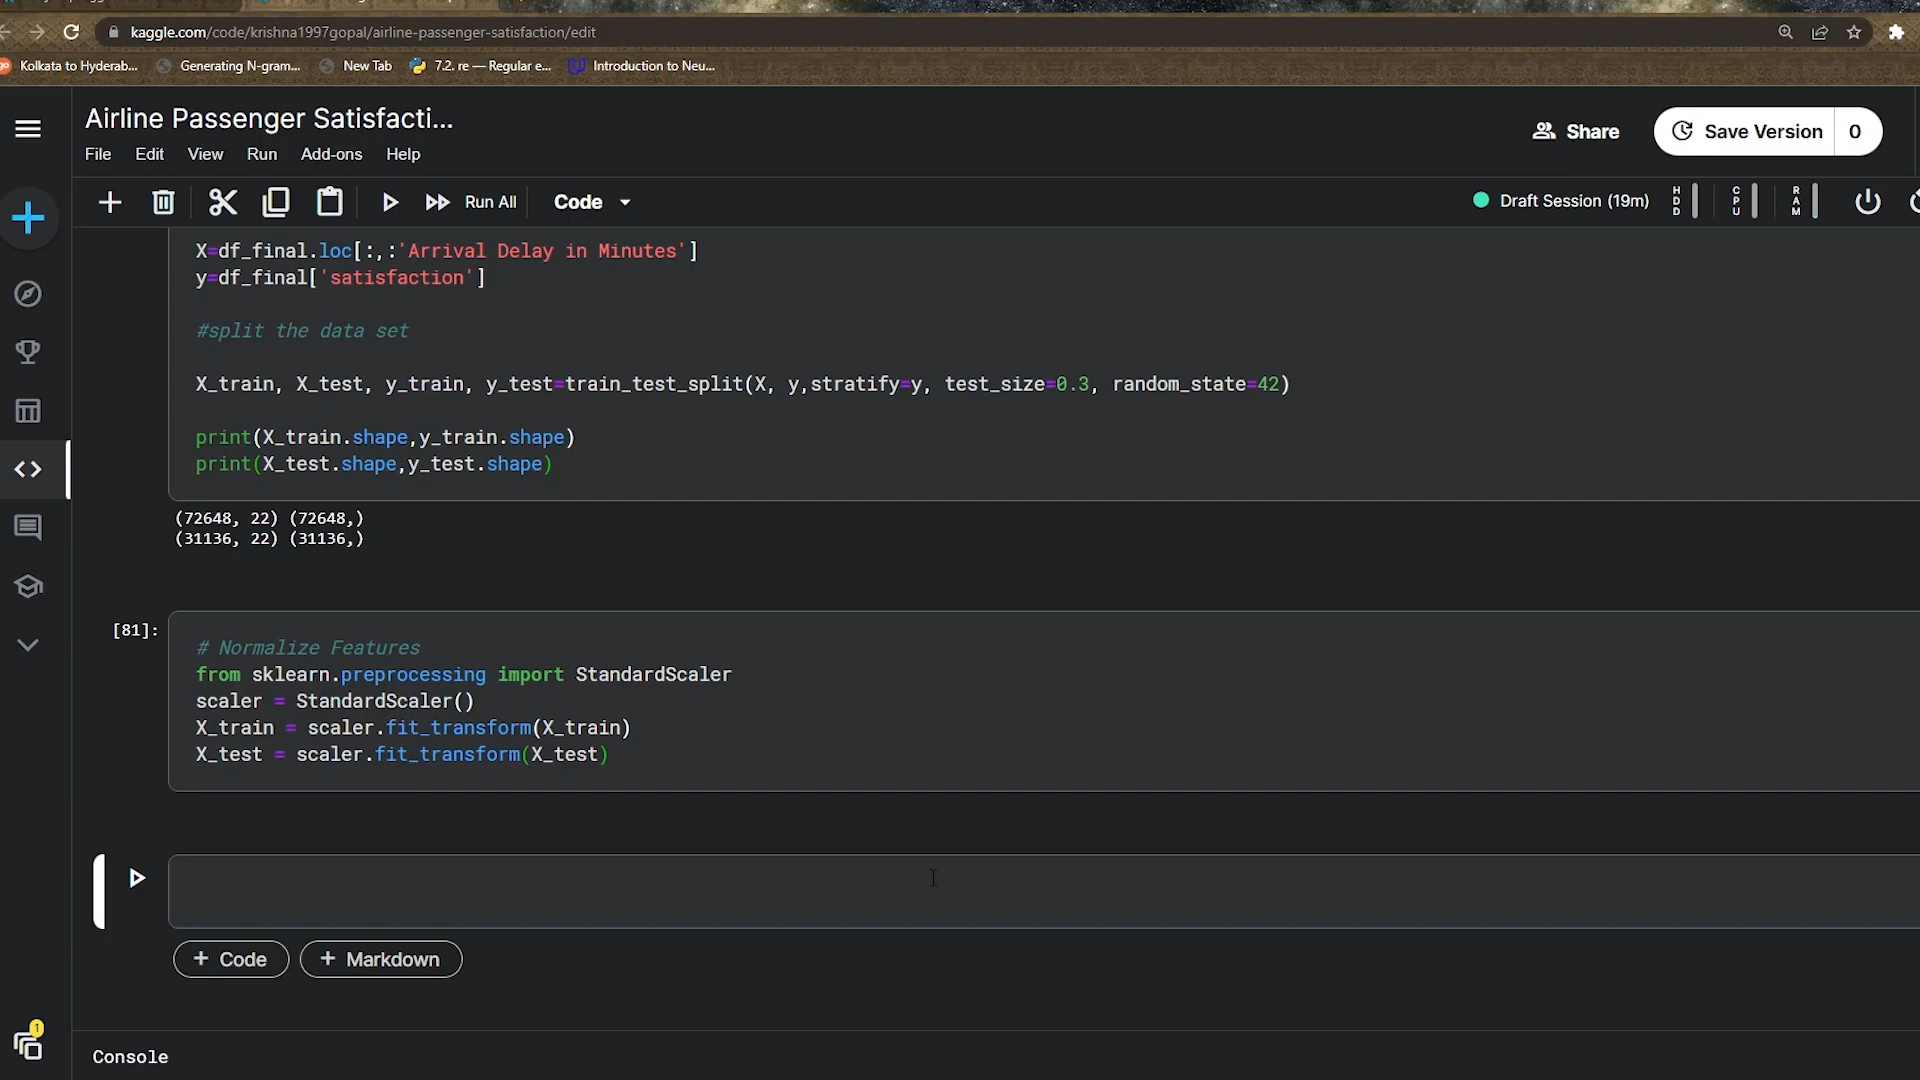 kaggle.com/code/krishna1997gopal/airline-passenger-satisfaction/edit
Kolkata to Hyderab... Generating N-gram... New Tab 7.2. re — Regular e... Introduction to Neu...
Airline Passenger Satisfacti...
File Edit View Run Add-ons Help
Share
Save Version 0
Run All Code
Draft Session (19m) HDD CPU RAM
X=df_final.loc[:,:'Arrival Delay in Minutes']
y=df_final['satisfaction']
#split the data set
X_train, X_test, y_train, y_test=train_test_split(X, y,stratify=y, test_size=0.3, random_state=42)
print(X_train.shape,y_train.shape)
print(X_test.shape,y_test.shape)
(72648, 22) (72648,)
(31136, 22) (31136,)
[81]:
# Normalize Features
from sklearn.preprocessing import StandardScaler
scaler = StandardScaler()
X_train = scaler.fit_transform(X_train)
X_test = scaler.fit_transform(X_test)
+ Code + Markdown
1
Console